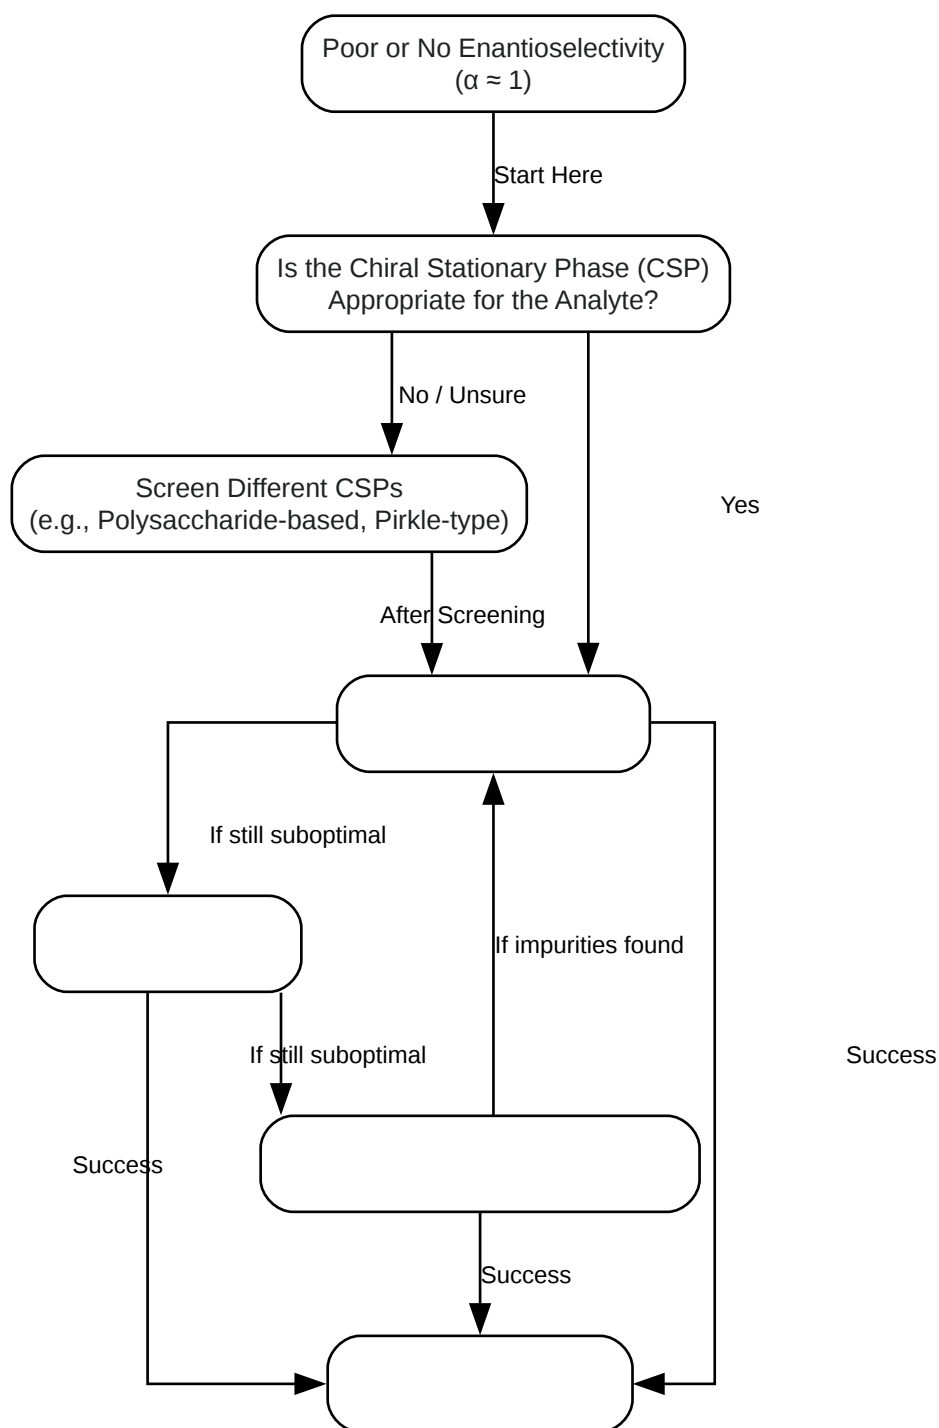 Poor or No Enantioselectivity
(α ≈ 1)
Start Here
Is the Chiral Stationary Phase (CSP)
Appropriate for the Analyte?
No / Unsure
Screen Different CSPs
(e.g., Polysaccharide-based, Pirkle-type)
Yes
After Screening
If still suboptimal
If impurities found
If still suboptimal
Success
Success
Success